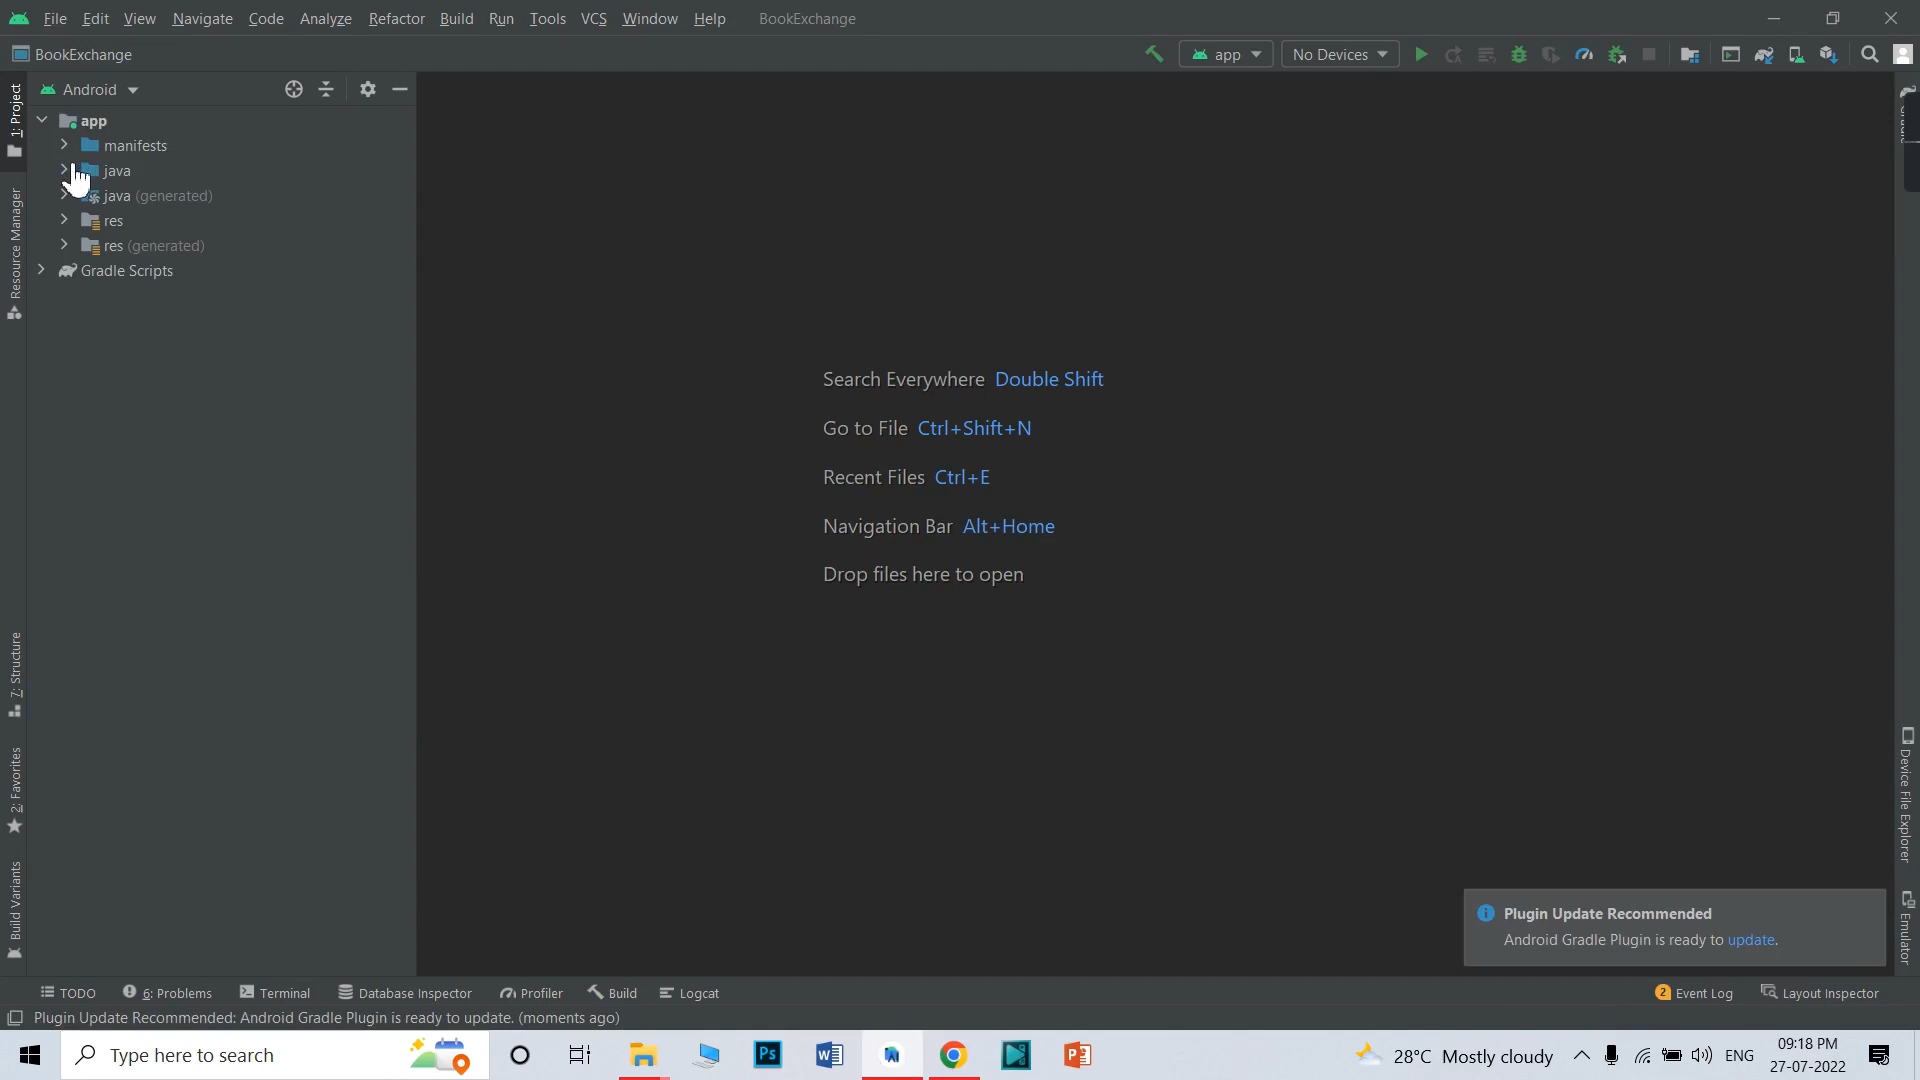 File Edit View Navigate Code Analyze Refactor Build Run Tools VCS Window Help BookExchange
BookExchange
app
No Devices
Android
1: Project
app
manifests
java
java (generated)
res
res (generated)
Gradle Scripts
Resource Manager
7: Structure
2: Favorites
Build Variants
Search Everywhere Double Shift
Go to File Ctrl+Shift+N
Recent Files Ctrl+E
Navigation Bar Alt+Home
Drop files here to open
Device File Explorer
Emulator
Plugin Update Recommended
Android Gradle Plugin is ready to update.
TODO 6: Problems Terminal Database Inspector Profiler Build Logcat
2 Event Log Layout Inspector
Plugin Update Recommended: Android Gradle Plugin is ready to update. (moments ago)
Type here to search
Ps
W
P
28°C Mostly cloudy
ENG
09:18 PM
27-07-2022